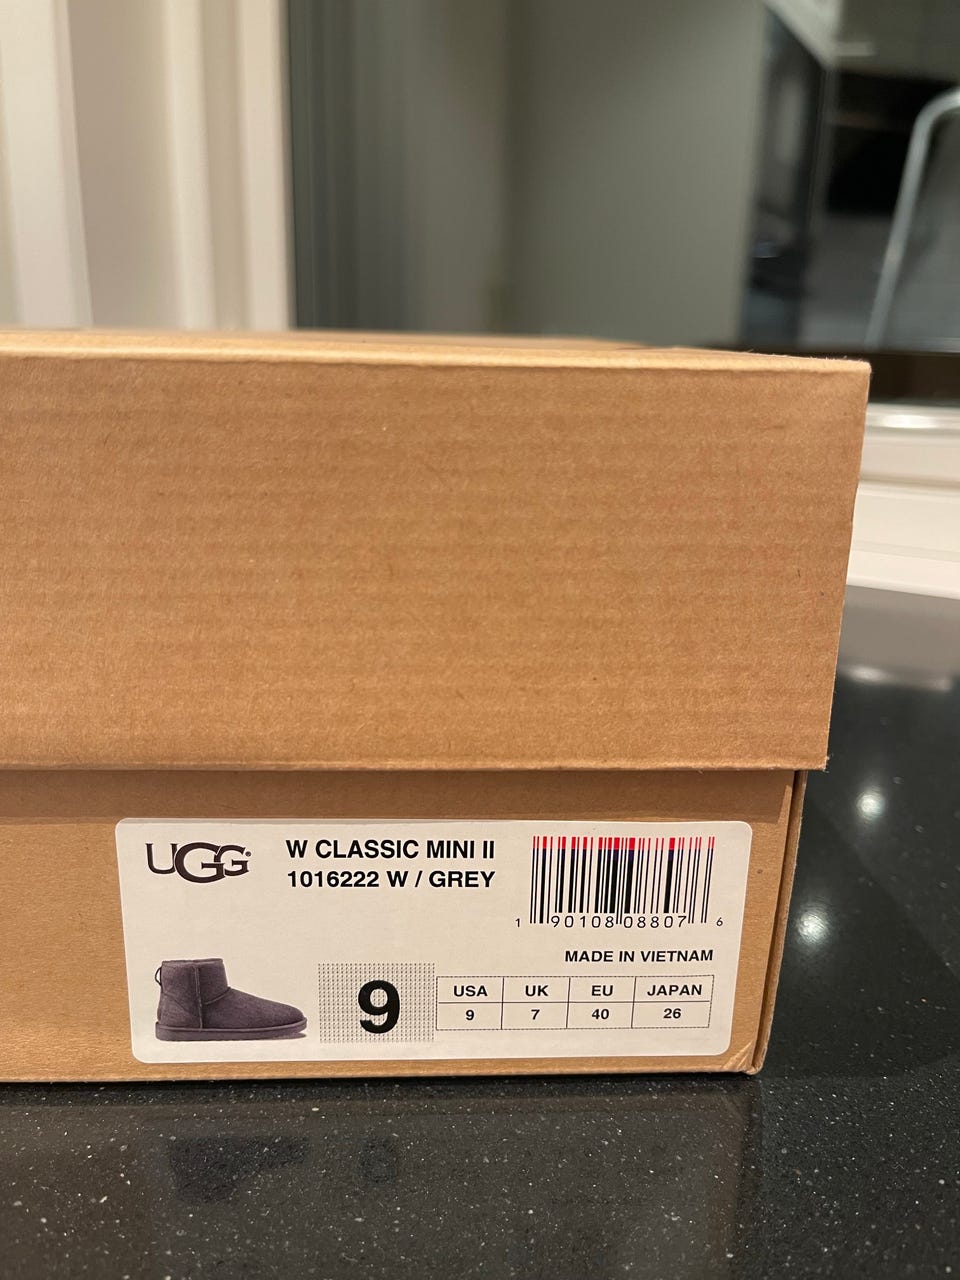 UGG®
W CLASSIC MINI II
1016222 W / GREY
1 90108 08807 6
MADE IN VIETNAM
9
USA UK EU JAPAN
9 7 40 26